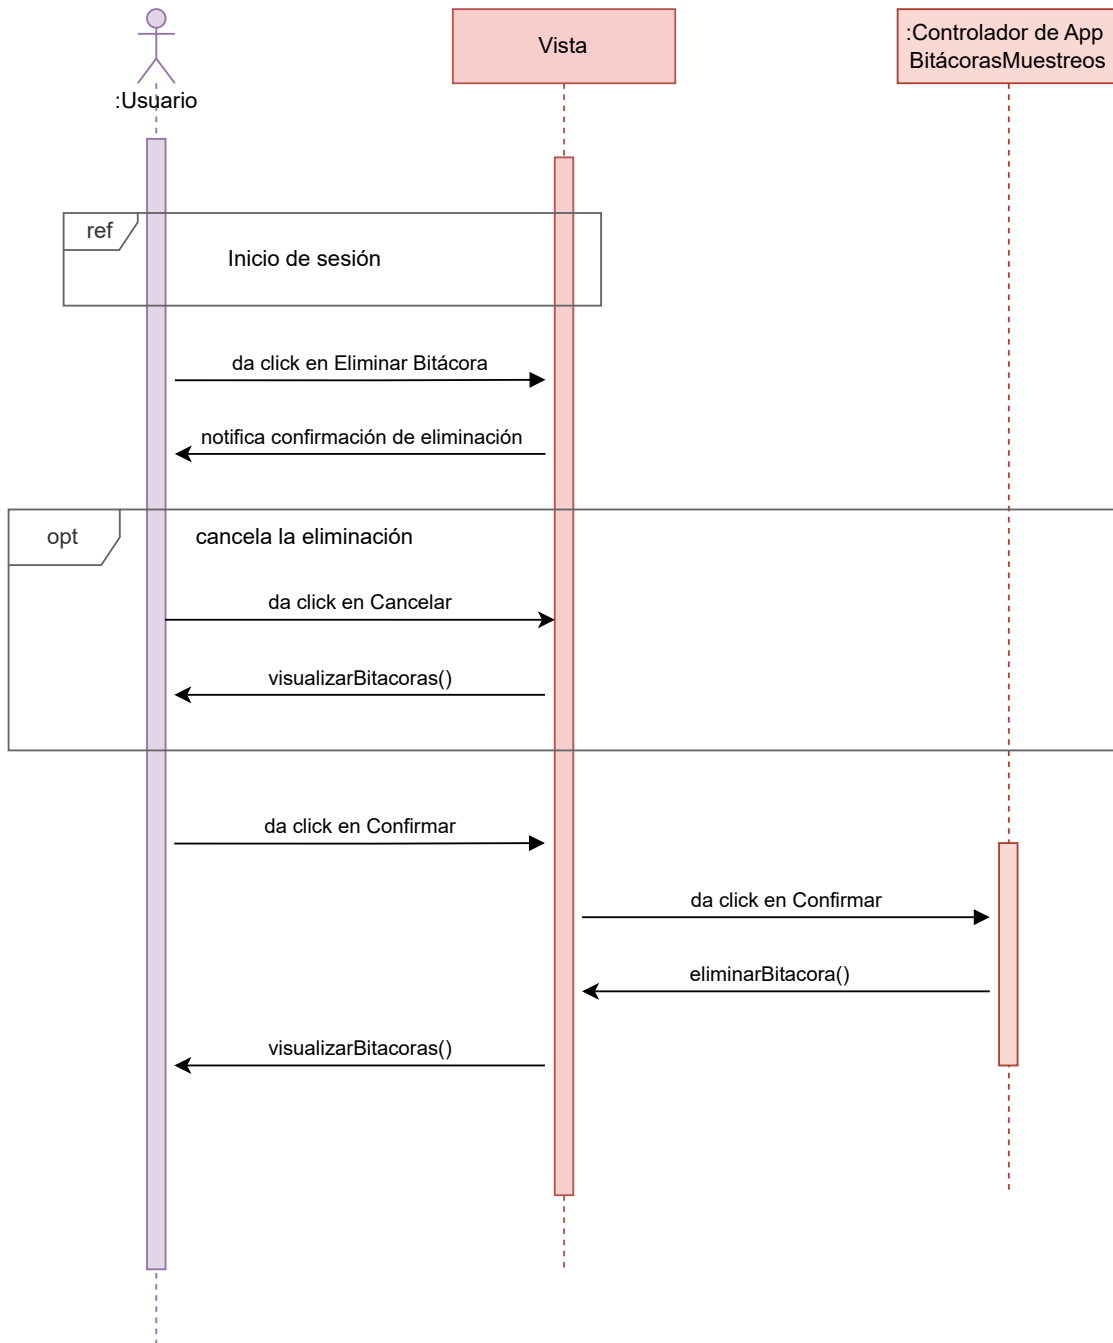 :Usuario
Vista
:Controlador de App
BitácorasMuestreos
ref
Inicio de sesión
da click en Eliminar Bitácora
notifica confirmación de eliminación
opt
cancela la eliminación
da click en Cancelar
visualizarBitacoras()
da click en Confirmar
da click en Confirmar
eliminarBitacora()
visualizarBitacoras()